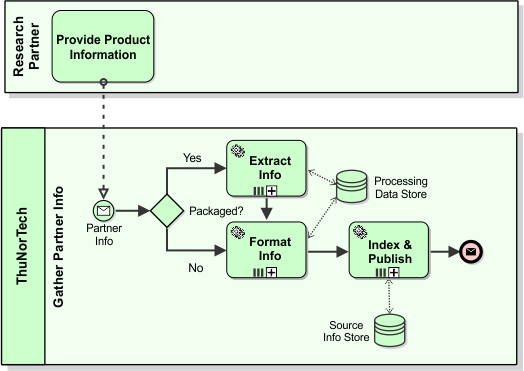 Research
Partner
Provide Product
Information
ThuNorTech
Gather Partner Info
Partner
Info
Yes
Packaged?
No
Extract
Info
Format
Info
Processing
Data Store
Index &
Publish
Source
Info Store